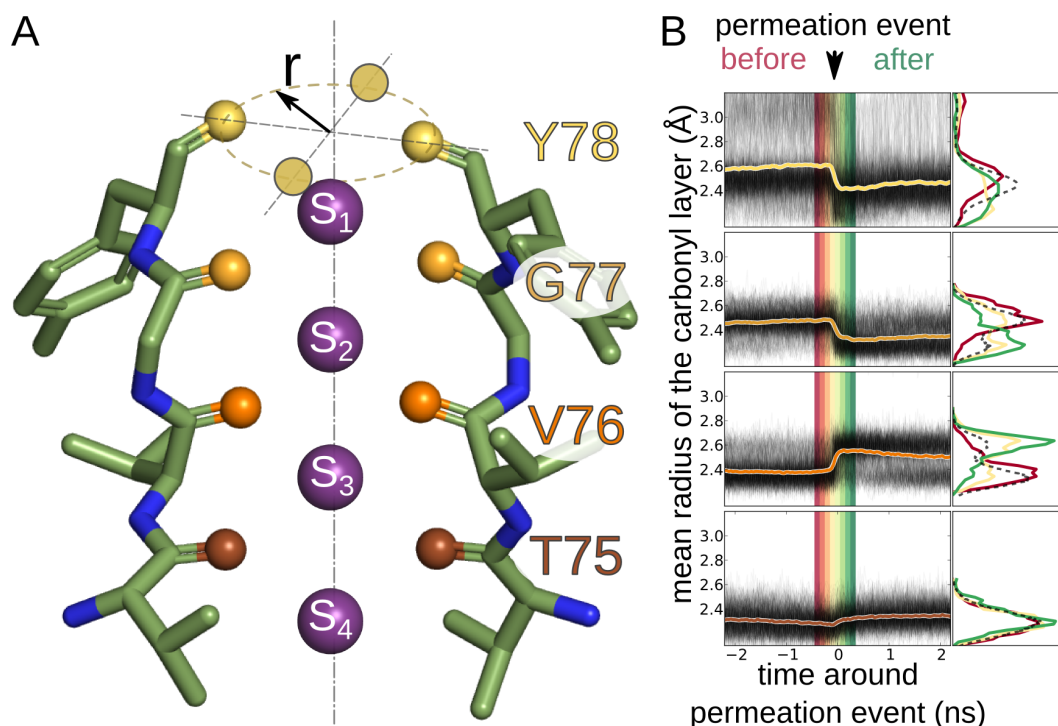 A
r
Y78
S1
G77
S2
V76
S3
T75
S4
B
permeation event
before after
mean radius of the carbonyl layer (Å)
3.0
2.8
2.6
2.4
3.0
2.8
2.6
2.4
3.0
2.8
2.6
2.4
3.0
2.8
2.6
2.4
−2 −1 0 1 2
time around
permeation event (ns)